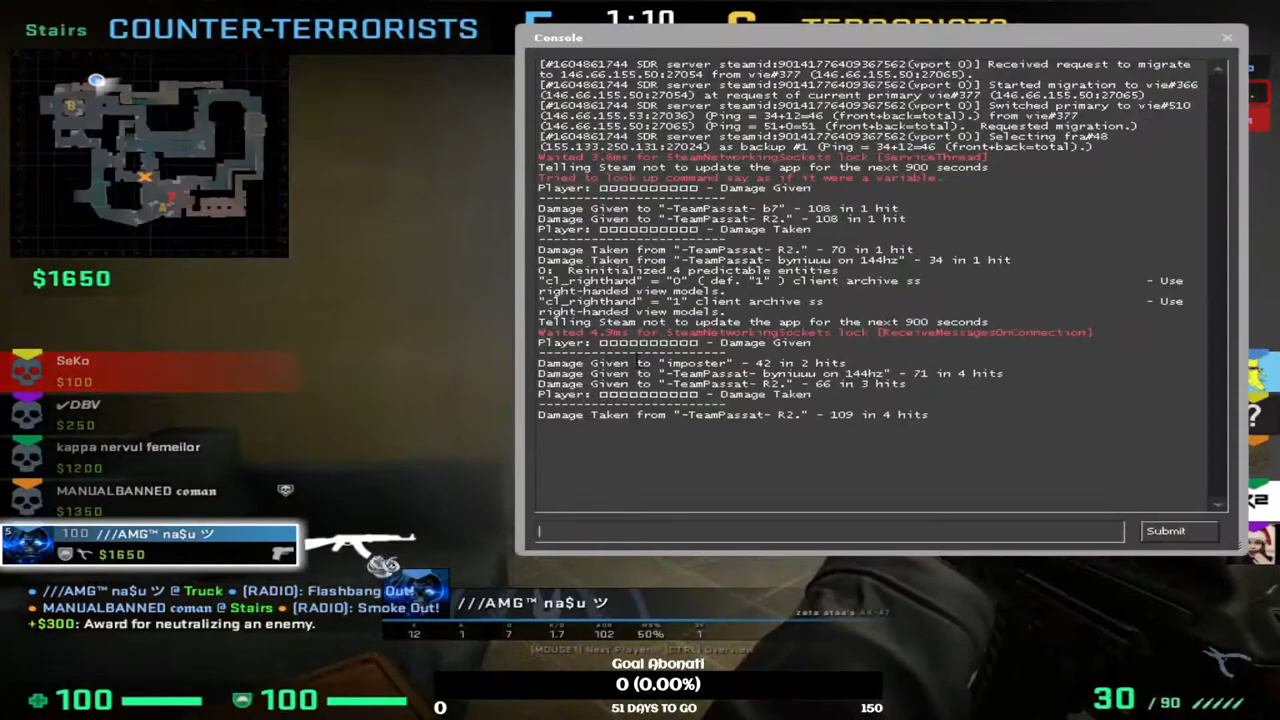 Stairs COUNTER-TERRORISTS
1:10
TERRORISTS
Console
[#1604861744 SDR server steamid:90141776409367562(vport 0)] Received request to migrate
to 146.66.155.50:27054 from vie#377 (146.66.155.50:27065).
[#1604861744 SDR server steamid:90141776409367562(vport 0)] Started migration to vie#366
(146.66.155.50:27054) at request of current primary vie#377 (146.66.155.50:27065)
[#1604861744 SDR server steamid:90141776409367562(vport 0)] Switched primary to vie#510
(146.66.155.53:27036) (Ping = 34+12=46 (front+back=total).) from vie#377
(146.66.155.50:27065) (Ping = 51+0=51 (front+back=total). Requested migration.)
[#1604861744 SDR server steamid:90141776409367562(vport 0)] Selecting fra#48
(155.133.250.131:27024) as backup #1 (Ping = 34+12=46 (front+back=total).)
Waited 3.8ms for SteamNetworkingSockets lock [ServiceThread]
Telling Steam not to update the app for the next 900 seconds
Tried to look up command say as if it were a variable.
Player: □□□□□□□□□□ - Damage Given
-------------------------
Damage Given to "-TeamPassat- b7" - 108 in 1 hit
Damage Given to "-TeamPassat- R2." - 108 in 1 hit
Player: □□□□□□□□□□ - Damage Taken
-------------------------
Damage Taken from "-TeamPassat- R2." - 70 in 1 hit
Damage Taken from "-TeamPassat- byniuuu on 144hz" - 34 in 1 hit
0: Reinitialized 4 predictable entities
"cl_righthand" = "0" ( def. "1" ) client archive ss - Use
right-handed view models.
"cl_righthand" = "1" client archive ss - Use
right-handed view models.
Telling Steam not to update the app for the next 900 seconds
Waited 4.9ms for SteamNetworkingSockets lock [ReceiveMessagesOnConnection]
Player: □□□□□□□□□□ - Damage Given
-------------------------
Damage Given to "imposter" - 42 in 2 hits
Damage Given to "-TeamPassat- byniuuu on 144hz" - 71 in 4 hits
Damage Given to "-TeamPassat- R2." - 66 in 3 hits
Player: □□□□□□□□□□ - Damage Taken
-------------------------
Damage Taken from "-TeamPassat- R2." - 109 in 4 hits
Submit
B
A
$1650
SeKo
$100
✓DBV
$250
kappa nervul femeilor
$1200
MANUALBANNED coman
$1350
5 100 ///AMG™ na$u ツ
$1650
• ///AMG™ na$u ツ @ Truck • (RADIO): Flashbang Out!
• MANUALBANNED coman @ Stairs • (RADIO): Smoke Out!
+$300: Award for neutralizing an enemy.
///AMG™ na$u ツ
12 1 7 1.7 102 50% 1
[MOUSE1] Next Player - [CTRL] Overview
Goal Abonati
0 (0.00%)
0 51 DAYS TO GO 150
100 100
30 / 90